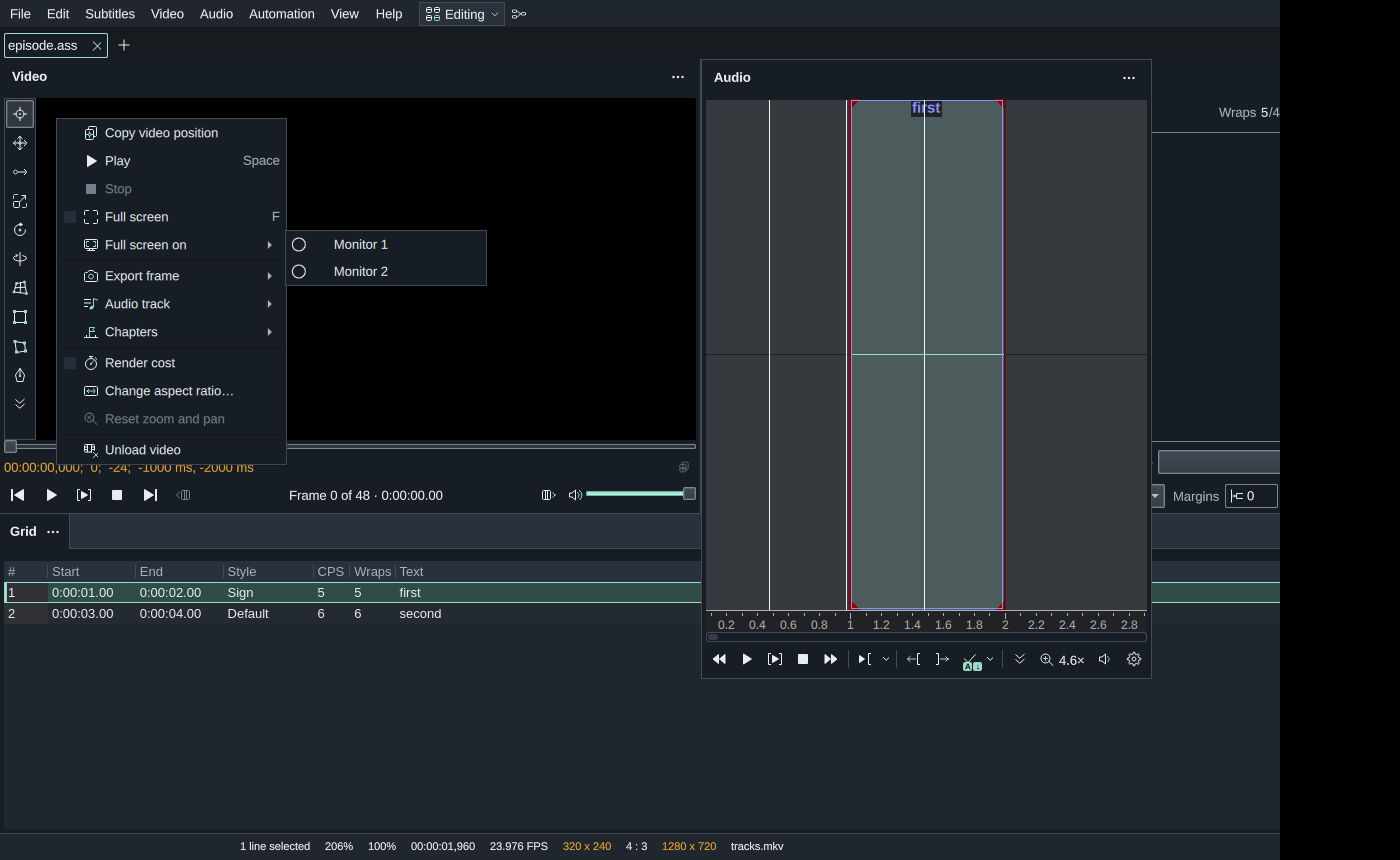 File Edit Subtitles Video Audio Automation View Help Editing
episode.ass
Video
Audio
Wraps 5/4
first
Copy video position
Play Space
Stop
Full screen F
Full screen on
Monitor 1
Monitor 2
Export frame
Audio track
Chapters
Render cost
Change aspect ratio…
Reset zoom and pan
Unload video
00:00:00,000; 0; -24; -1000 ms, -2000 ms
Frame 0 of 48 · 0:00:00.00
Margins 0
Grid
# Start End Style CPS Wraps Text
1 0:00:01.00 0:00:02.00 Sign 5 5 first
2 0:00:03.00 0:00:04.00 Default 6 6 second
0.2 0.4 0.6 0.8 1 1.2 1.4 1.6 1.8 2 2.2 2.4 2.6 2.8
A
4.6×
1 line selected 206% 100% 00:00:01,960 23.976 FPS 320 x 240 4 : 3 1280 x 720 tracks.mkv